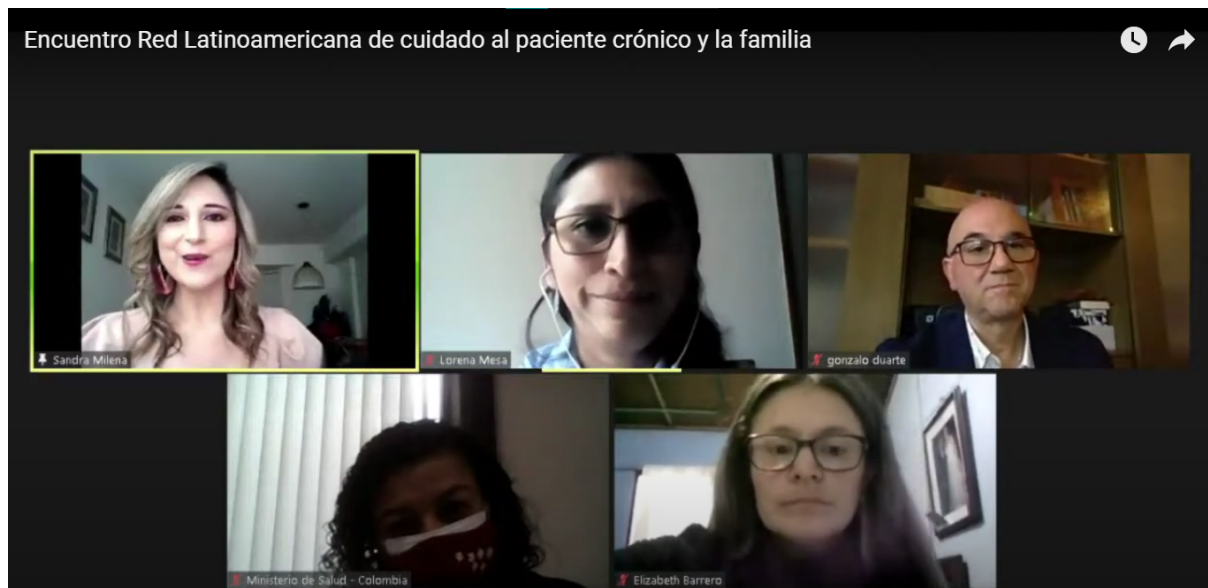 Encuentro Red Latinoamericana de cuidado al paciente crónico y la familia
Sandra Milena
Lorena Mesa
gonzalo duarte
Ministerio de Salud - Colombia
Elizabeth Barrero